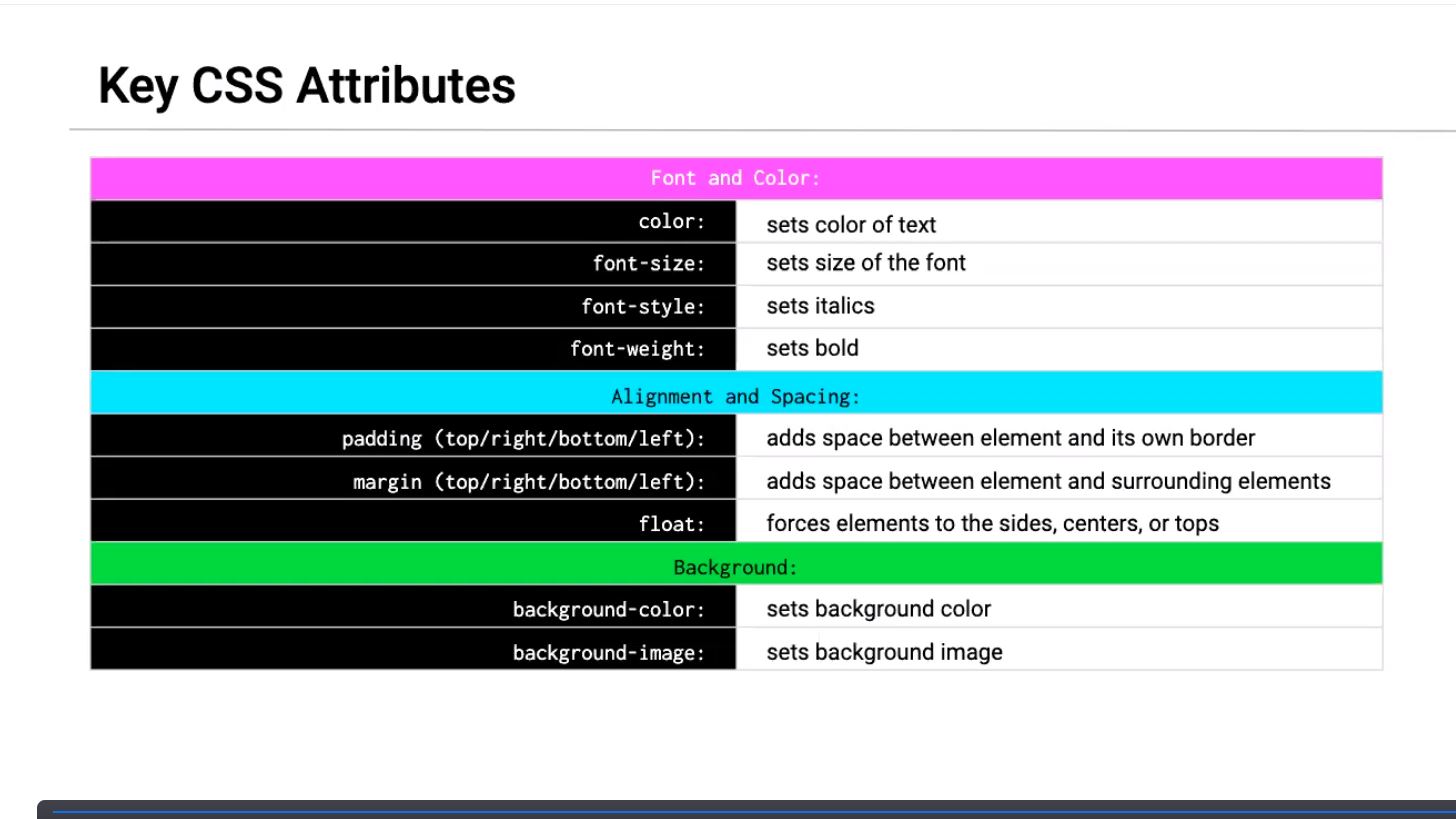 Key CSS Attributes
Font and Color:
color: sets color of text
font-size: sets size of the font
font-style: sets italics
font-weight: sets bold
Alignment and Spacing:
padding (top/right/bottom/left): adds space between element and its own border
margin (top/right/bottom/left): adds space between element and surrounding elements
float: forces elements to the sides, centers, or tops
Background:
background-color: sets background color
background-image: sets background image